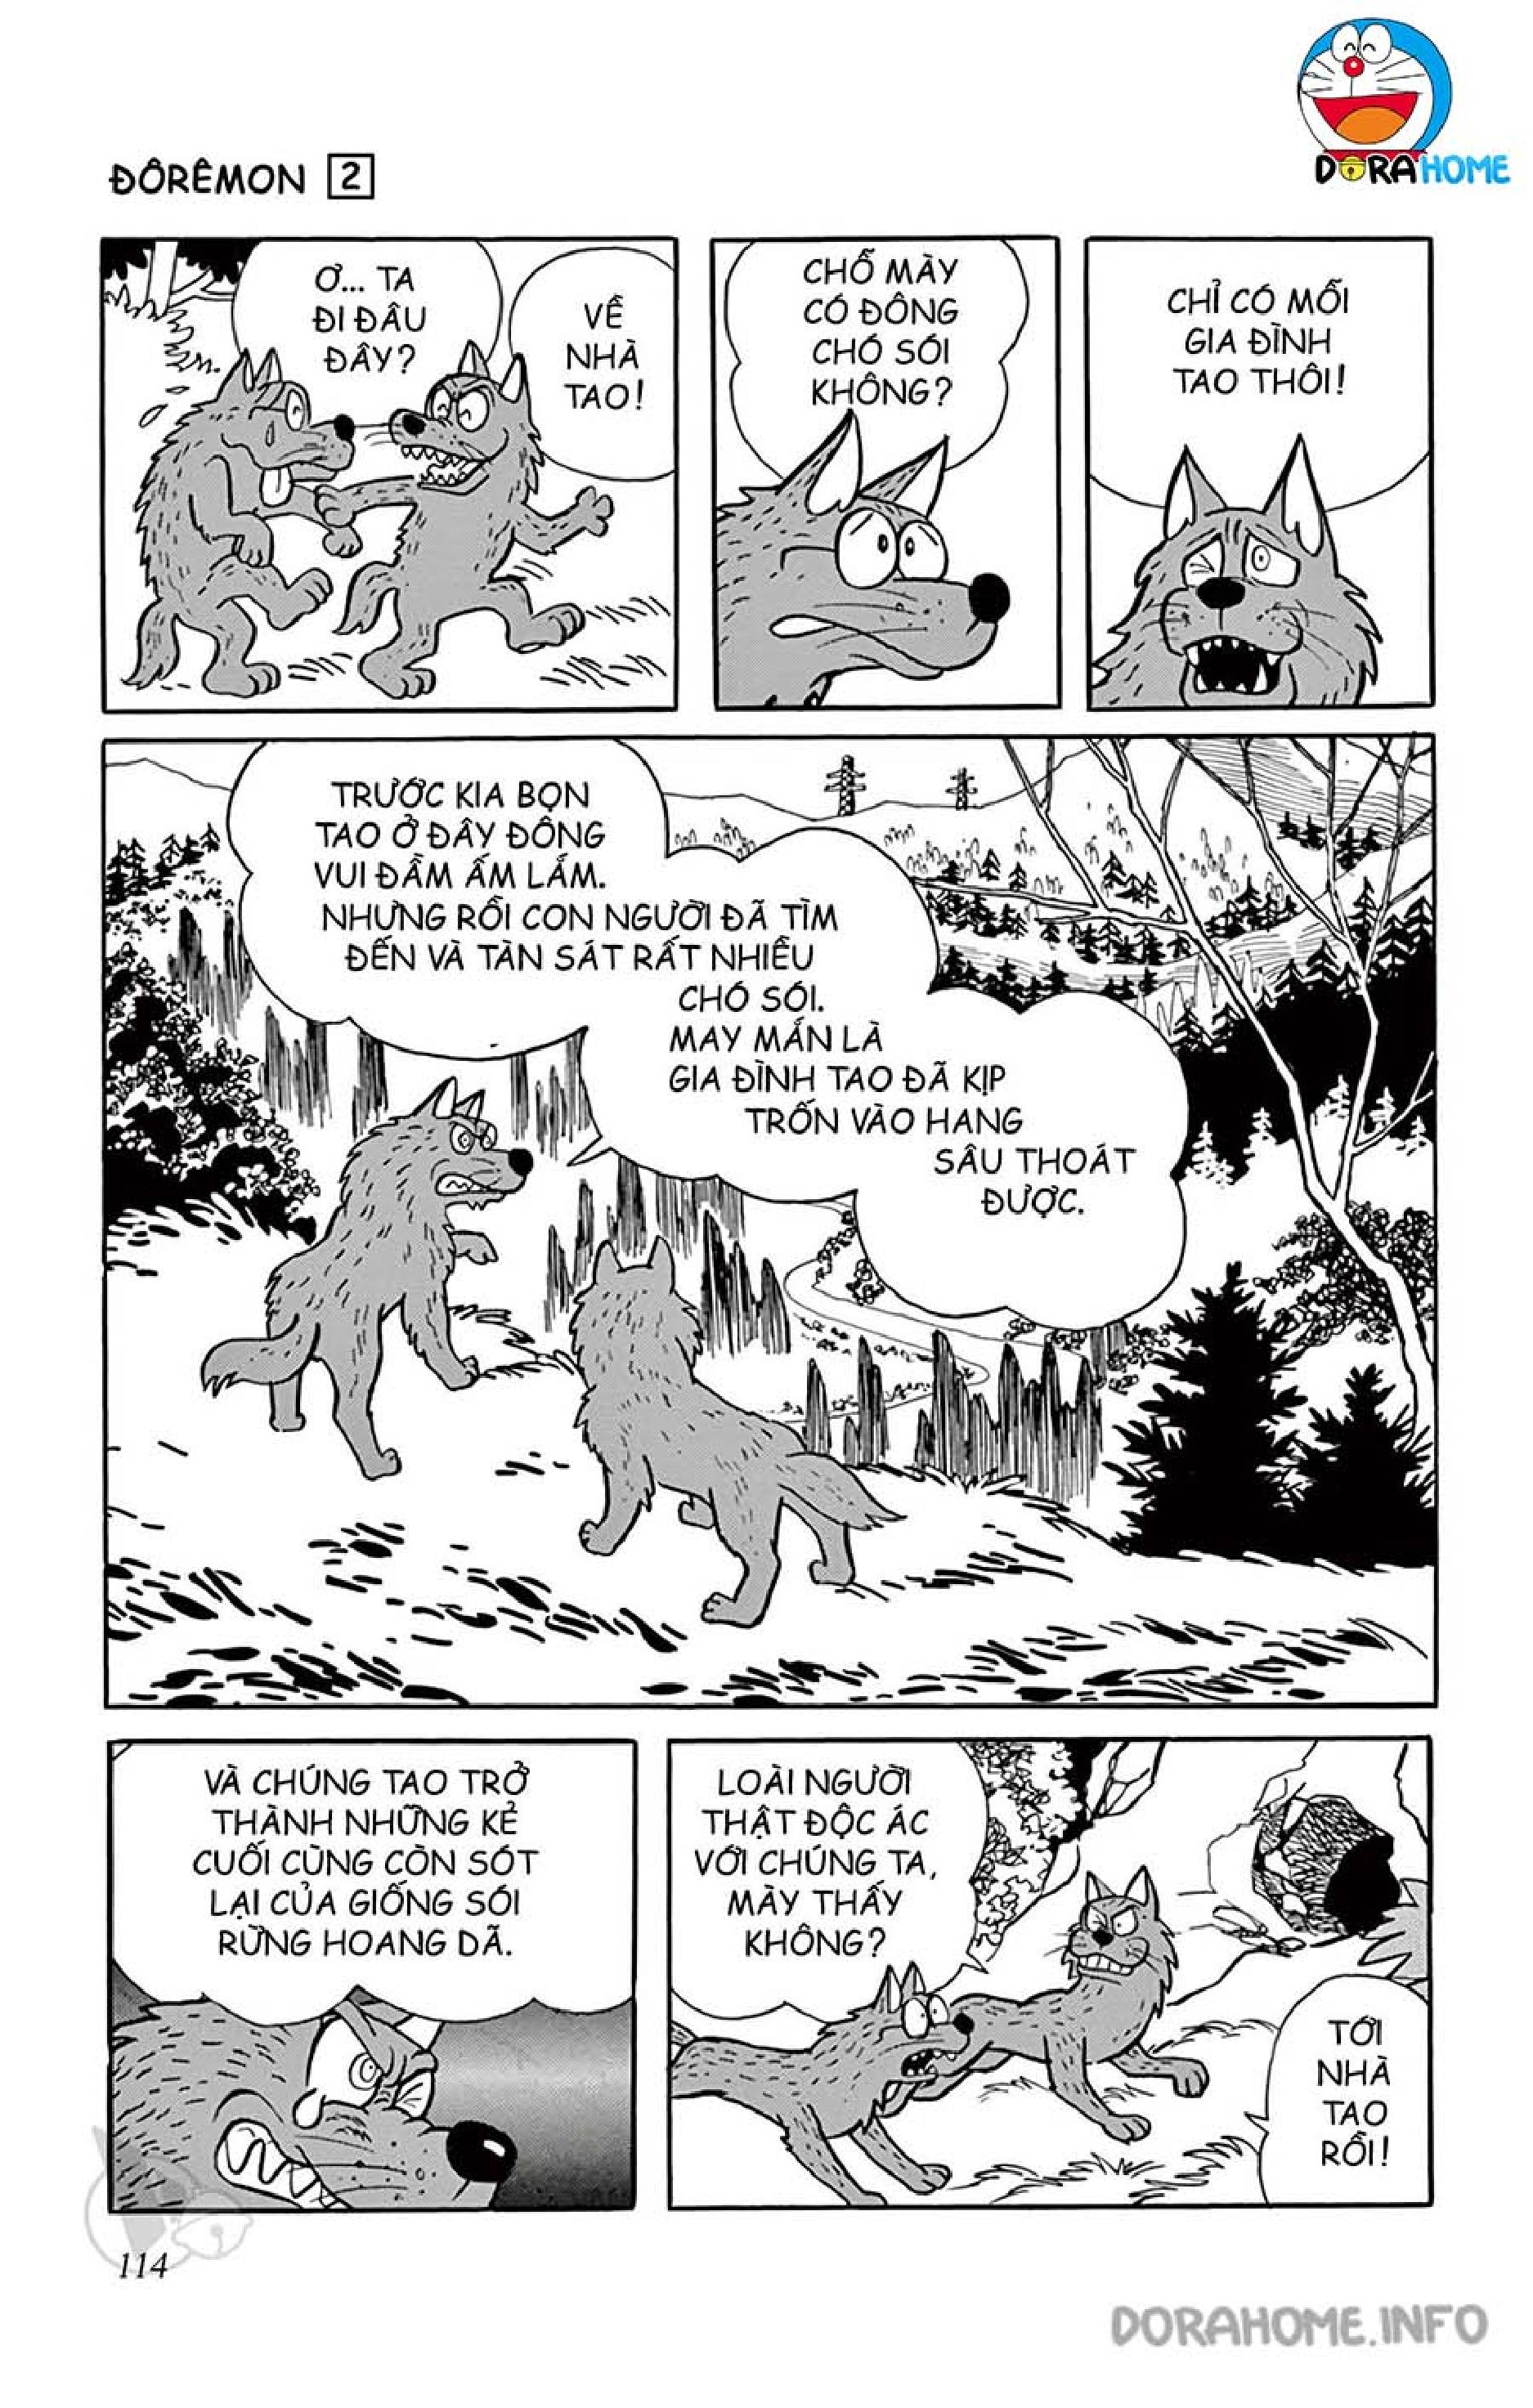 DORAHOME
ĐÔRÊMON 2
Ơ... TA
ĐI ĐÂU
ĐÂY?
VỀ
NHÀ
TAO!
CHỖ MÀY
CÓ ĐÔNG
CHÓ SÓI
KHÔNG?
CHỈ CÓ MỖI
GIA ĐÌNH
TAO THÔI!
TRƯỚC KIA BỌN
TAO Ở ĐÂY ĐÔNG
VUI ĐẦM ẤM LẮM.
NHƯNG RỒI CON NGƯỜI ĐÃ TÌM
ĐẾN VÀ TÀN SÁT RẤT NHIỀU
CHÓ SÓI.
MAY MẮN LÀ
GIA ĐÌNH TAO ĐÃ KỊP
TRỐN VÀO HANG
SÂU THOÁT
ĐƯỢC.
VÀ CHÚNG TAO TRỞ
THÀNH NHỮNG KẺ
CUỐI CÙNG CÒN SÓT
LẠI CỦA GIỐNG SÓI
RỪNG HOANG DÃ.
LOÀI NGƯỜI
THẬT ĐỘC ÁC
VỚI CHÚNG TA,
MÀY THẤY
KHÔNG?
TỚI
NHÀ
TAO
RỒI!
114
DORAHOME.INFO